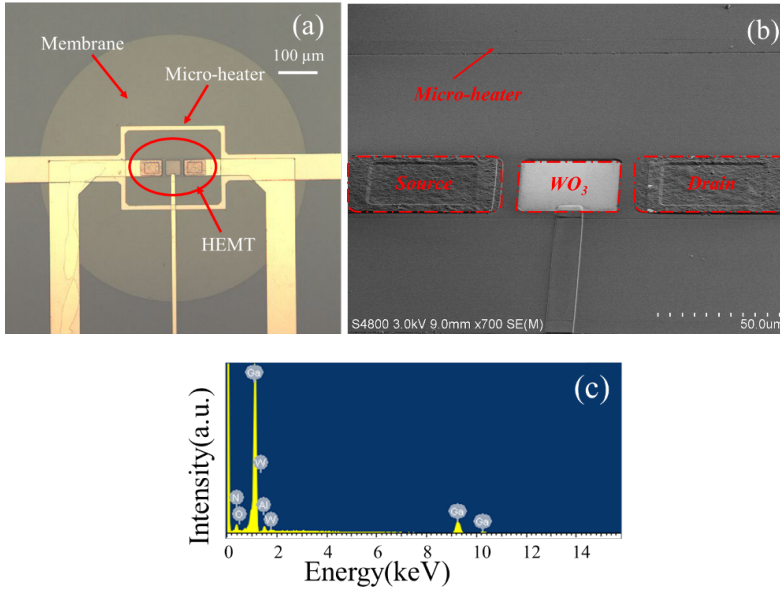 (a)
Membrane
100 µm
Micro-heater
HEMT
(b)
Micro-heater
Source
WO3
Drain
S4800 3.0kV 9.0mm x700 SE(M)
50.0um
(c)
Intensity(a.u.)
Ga
W
N
Al
O
W
Ga
Ga
0 2 4 6 8 10 12 14
Energy(keV)